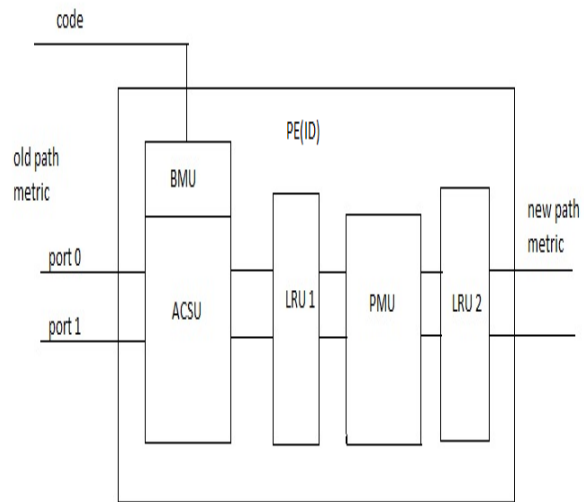 code
PE(ID)
old path
metric
BMU
new path
metric
port 0
port 1
ACSU
LRU 1
PMU
LRU 2